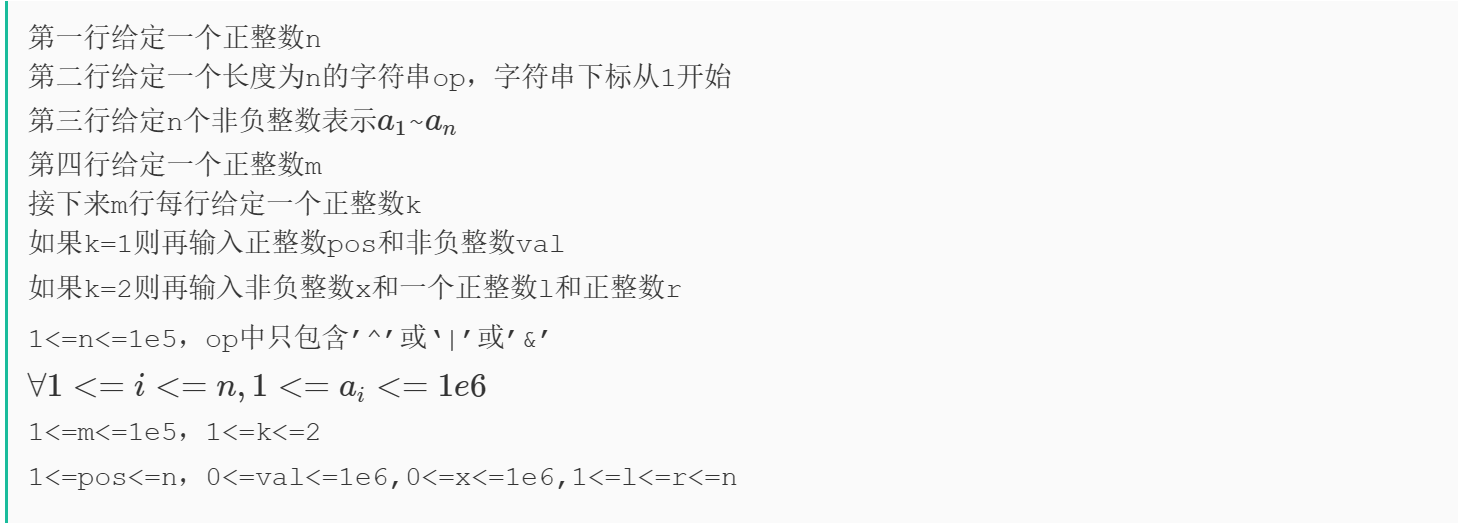 第一行给定一个正整数n
第二行给定一个长度为n的字符串op，字符串下标从1开始
第三行给定n个非负整数表示a₁~aₙ
第四行给定一个正整数m
接下来m行每行给定一个正整数k
如果k=1则再输入正整数pos和非负整数val
如果k=2则再输入非负整数x和一个正整数l和正整数r
1<=n<=1e5，op中只包含′^′或‵|′或′&′
∀1 <= i <= n, 1 <= aᵢ <= 1e6
1<=m<=1e5，1<=k<=2
1<=pos<=n，0<=val<=1e6,0<=x<=1e6,1<=l<=r<=n